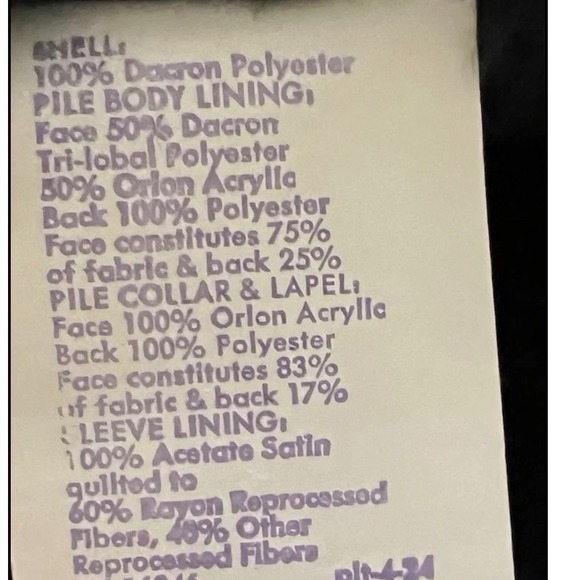 SHELL:
100% Dacron Polyester
PILE BODY LINING:
Face 50% Dacron
Tri-lobal Polyester
50% Orlon Acrylic
Back 100% Polyester
Face constitutes 75%
of fabric & back 25%
PILE COLLAR & LAPEL:
Face 100% Orlon Acrylic
Back 100% Polyester
Face constitutes 83%
of fabric & back 17%
SLEEVE LINING:
100% Acetate Satin
quilted to
60% Rayon Reprocessed
Fibers, 40% Other
Reprocessed Fibers
plt-4-24